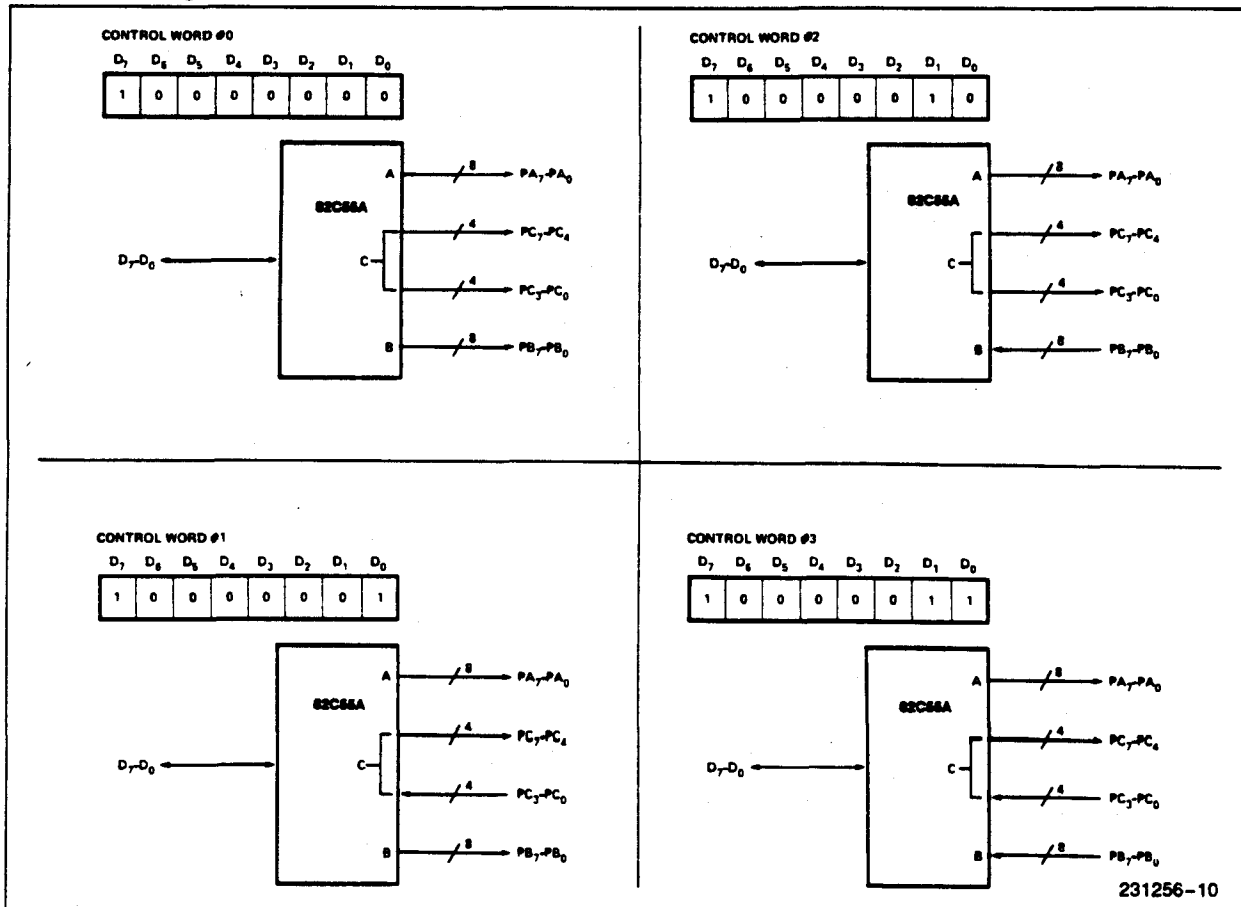 CONTROL WORD #0
D7 D6 D5 D4 D3 D2 D1 D0
1 0 0 0 0 0 0 0
82C55A
A
8
PA7-PA0
4
PC7-PC4
D7-D0
C
4
PC3-PC0
B
8
PB7-PB0
CONTROL WORD #2
D7 D6 D5 D4 D3 D2 D1 D0
1 0 0 0 0 0 1 0
82C55A
A
8
PA7-PA0
4
PC7-PC4
D7-D0
C
4
PC3-PC0
B
8
PB7-PB0
CONTROL WORD #1
D7 D6 D5 D4 D3 D2 D1 D0
1 0 0 0 0 0 0 1
82C55A
A
8
PA7-PA0
4
PC7-PC4
D7-D0
C
4
PC3-PC0
B
8
PB7-PB0
CONTROL WORD #3
D7 D6 D5 D4 D3 D2 D1 D0
1 0 0 0 0 0 1 1
82C55A
A
8
PA7-PA0
4
PC7-PC4
D7-D0
C
4
PC3-PC0
B
8
PB7-PB0
231256-10